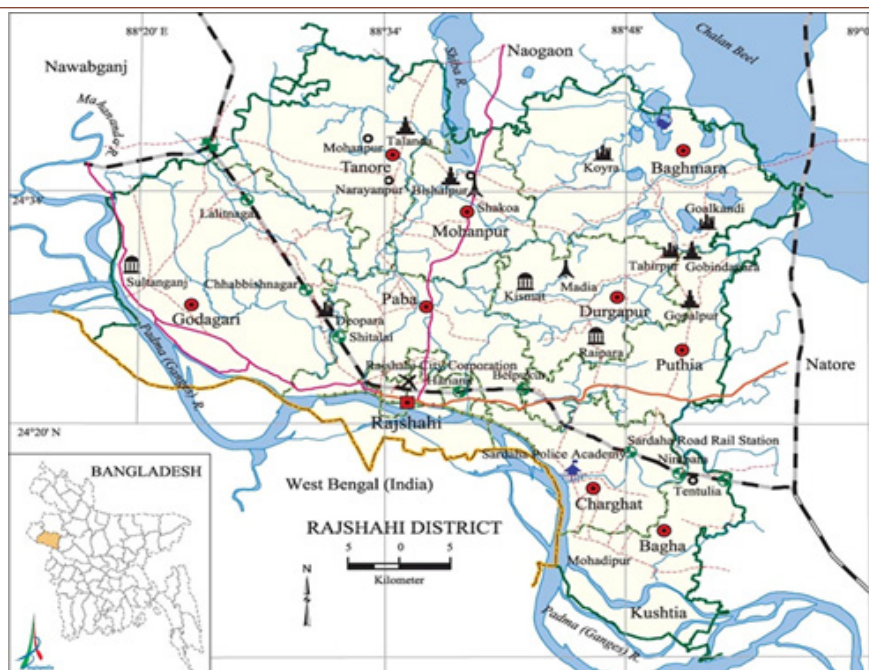 88°20' E
88°34'
88°48'
89°0
Nawabganj
Naogaon
Chalan Beel
Shiba R.
Mahananda R.
Mohanpur
Talanda
Tanore
Narayanpur
Bishalpur
Koyra
Baghmara
24°34'
Lalitnagar
Shakoa
Mohanpur
Goalkandi
Tahirpur
Gobindapara
Sultanganj
Chhabbishnagar
Kismat
Madia
Godagari
Paba
Durgapur
Gopalpur
Deopara
Shitalai
Raipara
Puthia
Natore
Padma (Ganges) R.
Rajshahi City Corporation
Harian
Belpukur
Rajshahi
24°20' N
Sardaha Road Rail Station
Sardaha Police Academy
Tentulia
Charghat
BANGLADESH
West Bengal (India)
RAJSHAHI DISTRICT
5 0 5
Kilometer
N
Bagha
Mohadipur
Kushtia
Padma (Ganges) R.